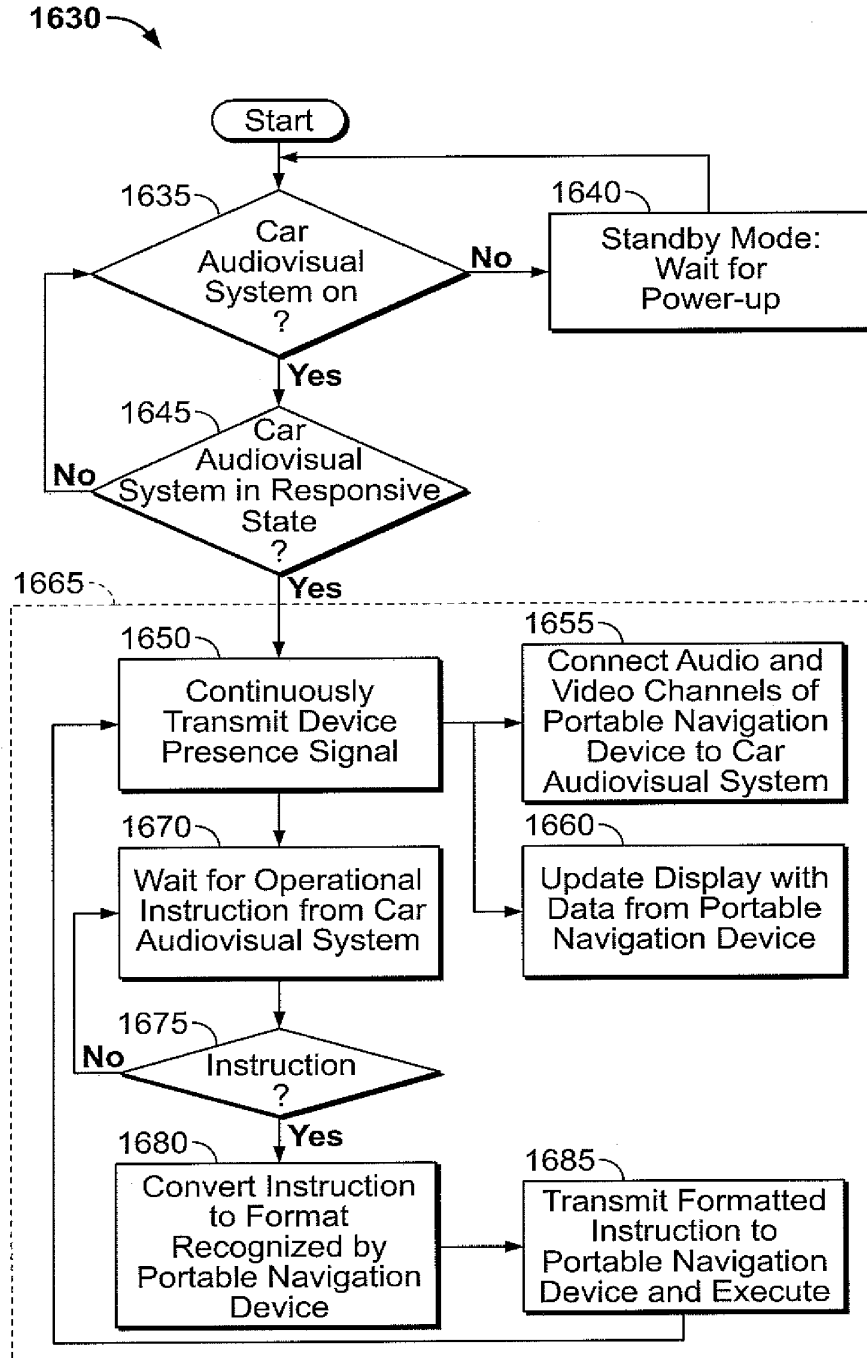 1630
Start
1635
Car
Audiovisual
System on
?
No
1640
Standby Mode:
Wait for
Power-up
Yes
1645
Car
Audiovisual
System in Responsive
State
?
No
Yes
1665
1650
Continuously
Transmit Device
Presence Signal
1655
Connect Audio and
Video Channels of
Portable Navigation
Device to Car
Audiovisual System
1660
Update Display with
Data from Portable
Navigation Device
1670
Wait for Operational
Instruction from Car
Audiovisual System
1675
Instruction
?
No
Yes
1680
Convert Instruction
to Format
Recognized by
Portable Navigation
Device
1685
Transmit Formatted
Instruction to
Portable Navigation
Device and Execute